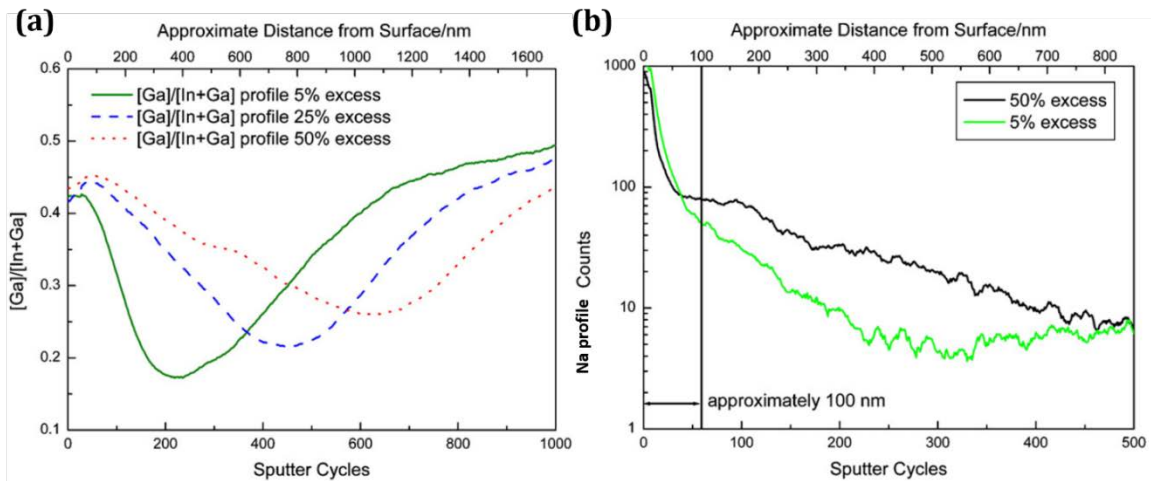 (a)
Approximate Distance from Surface/nm
0 200 400 600 800 1000 1200 1400 1600
0.6
0.5
0.4
0.3
0.2
0.1
[Ga]/[In+Ga]
[Ga]/[In+Ga] profile 5% excess
[Ga]/[In+Ga] profile 25% excess
[Ga]/[In+Ga] profile 50% excess
0 200 400 600 800 1000
Sputter Cycles
(b)
Approximate Distance from Surface/nm
0 100 200 300 400 500 600 700 800
1000
100
10
1
Na profile Counts
50% excess
5% excess
approximately 100 nm
0 100 200 300 400 500
Sputter Cycles